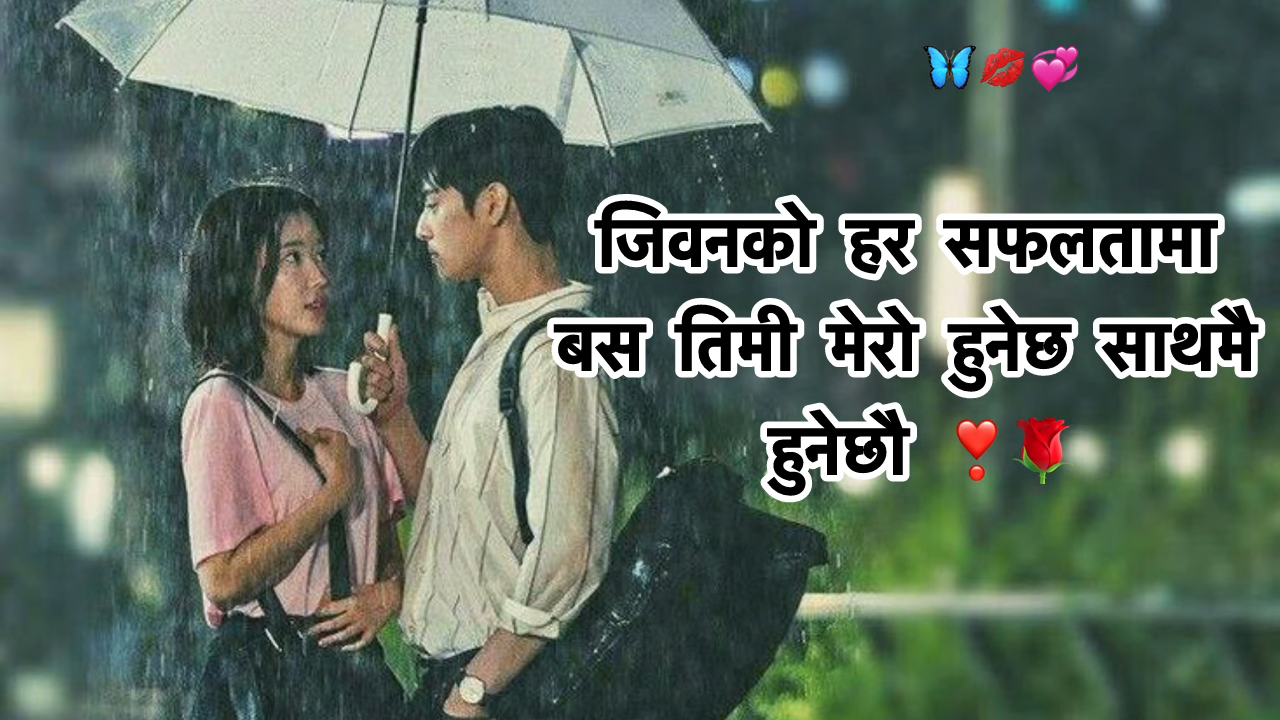 🦋💋💞
जिवनको हर सफलतामा
बस तिमी मेरो हुनेछ साथमै
हुनेछौ ❣️🌹